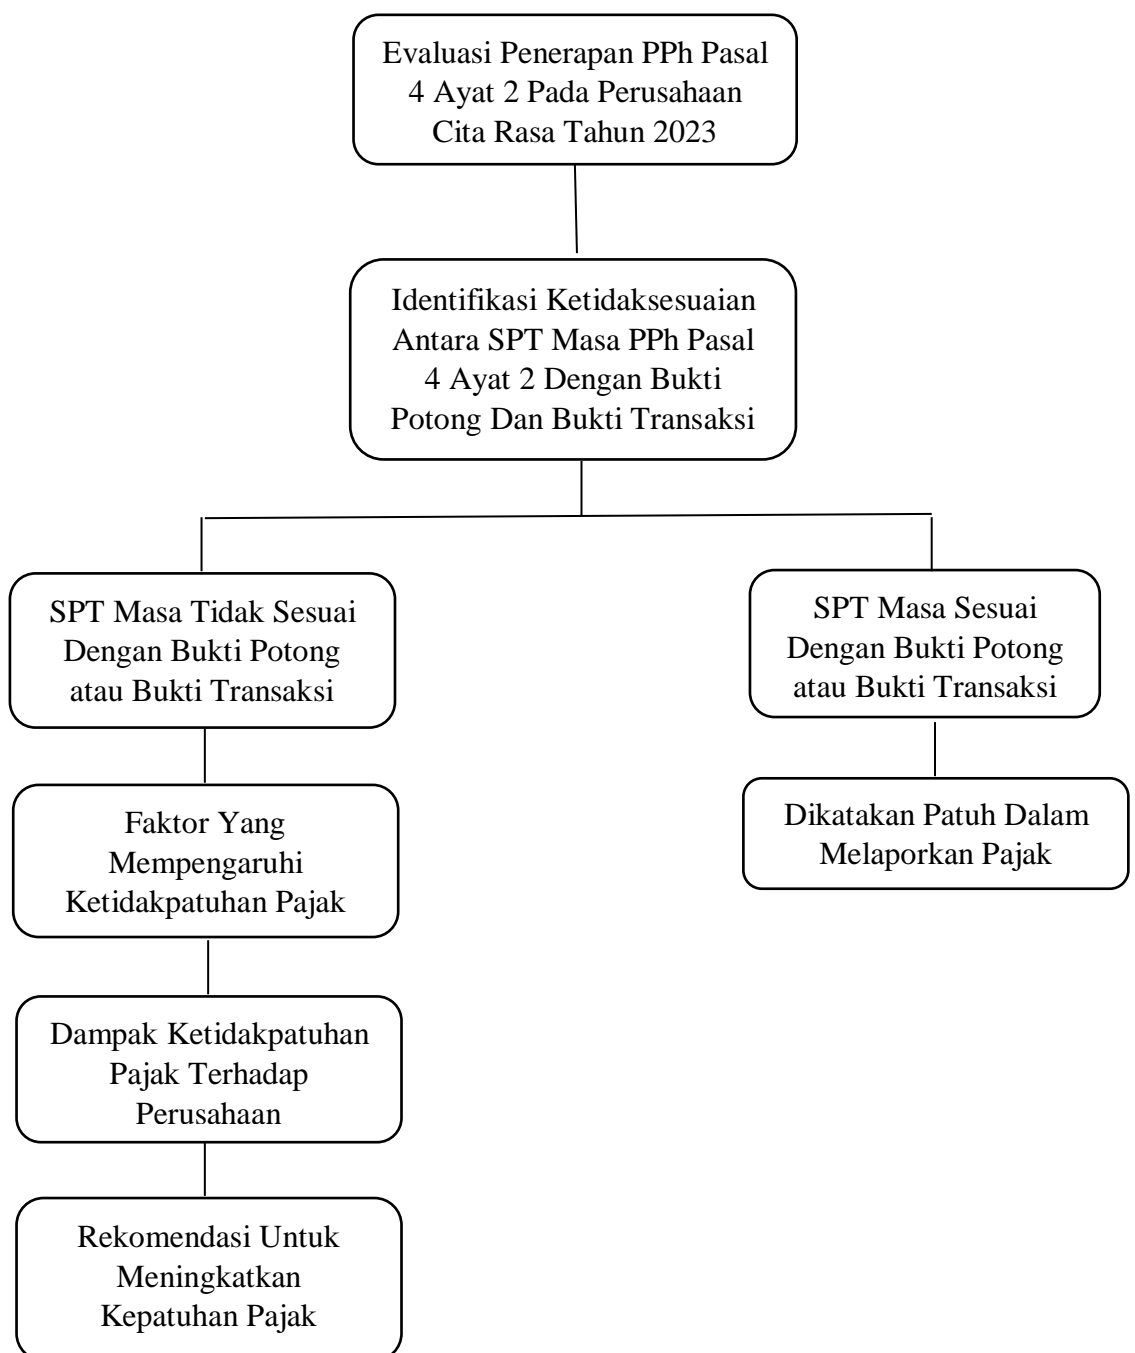 Evaluasi Penerapan PPh Pasal
4 Ayat 2 Pada Perusahaan
Cita Rasa Tahun 2023
Identifikasi Ketidaksesuaian
Antara SPT Masa PPh Pasal
4 Ayat 2 Dengan Bukti
Potong Dan Bukti Transaksi
SPT Masa Tidak Sesuai
Dengan Bukti Potong
atau Bukti Transaksi
SPT Masa Sesuai
Dengan Bukti Potong
atau Bukti Transaksi
Faktor Yang
Mempengaruhi
Ketidakpatuhan Pajak
Dikatakan Patuh Dalam
Melaporkan Pajak
Dampak Ketidakpatuhan
Pajak Terhadap
Perusahaan
Rekomendasi Untuk
Meningkatkan
Kepatuhan Pajak